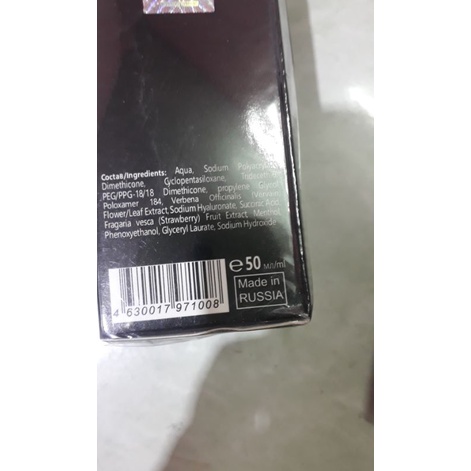 Состав/Ingredients: Aqua, Sodium
Dimethicone, Cyclopentasiloxane,
PEG/PPG-18/18 Dimethicone, propylene Glycol,
Poloxamer 184, Verbena Officinalis (Vervain)
Flower/Leaf Extract, Sodium Hyaluronate, Succinic Acid,
Fragaria vesca (Strawberry) Fruit Extract, Menthol,
Phenoxyethanol, Glyceryl Laurate, Sodium Hydroxide
℮50 мл/ml
Made in
RUSSIA
4 630017 971008